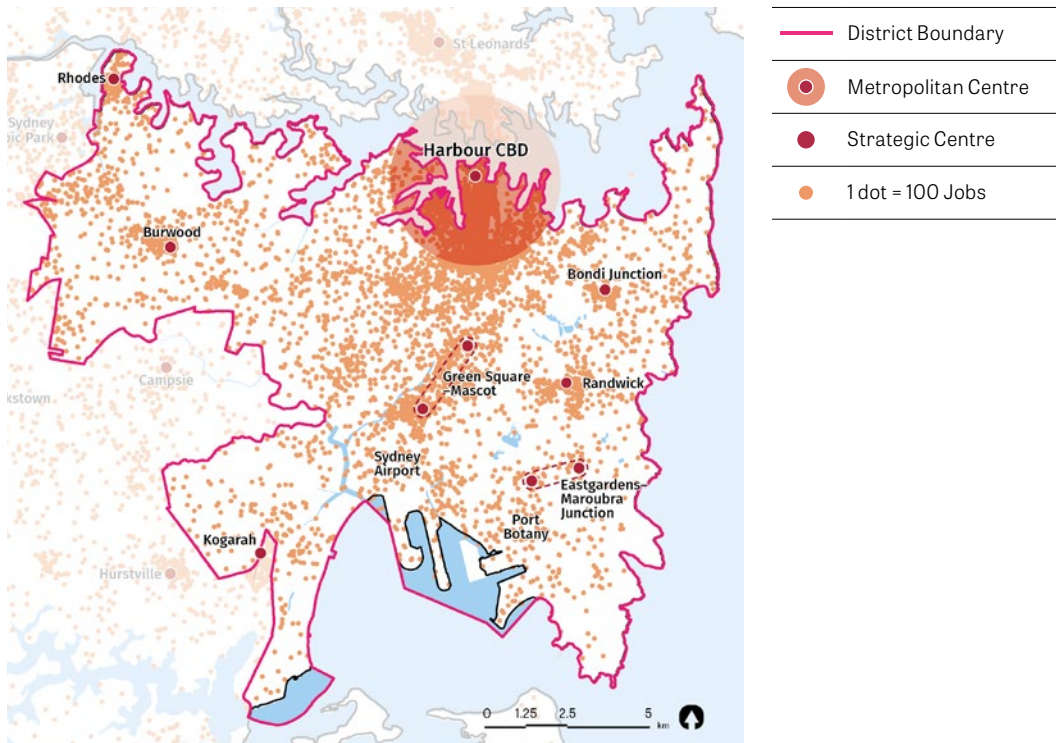 St Leonards
Rhodes
Sydney
pic Park
Harbour CBD
Burwood
Bondi Junction
Campsie
kstown
Green Square
–Mascot
Randwick
Sydney
Airport
Eastgardens–
Maroubra
Junction
Port
Botany
Kogarah
Hurstville
0 1.25 2.5 5
km
District Boundary
Metropolitan Centre
Strategic Centre
1 dot = 100 Jobs